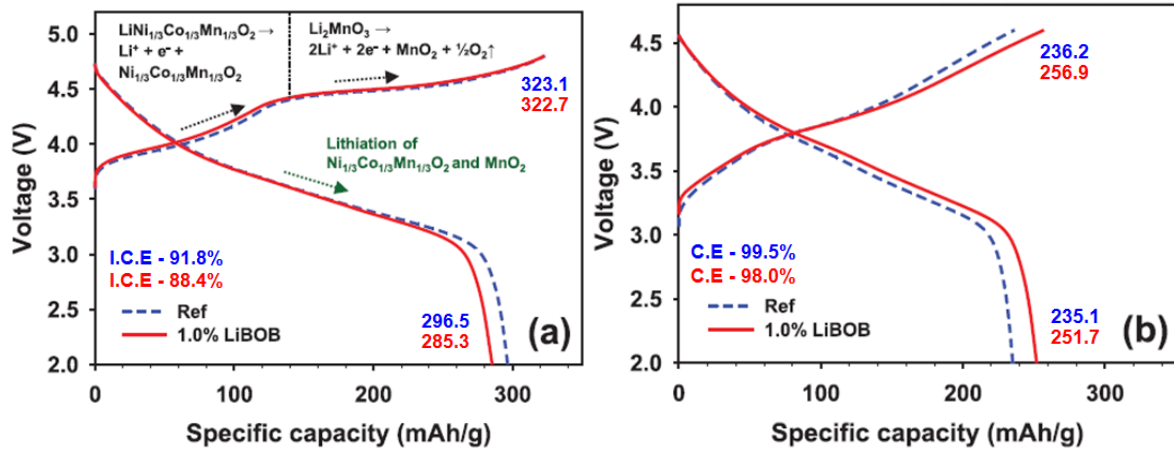 LiNi1/3Co1/3Mn1/3O2 →
Li⁺ + e⁻ +
Ni1/3Co1/3Mn1/3O2
Li2MnO3 →
2Li⁺ + 2e⁻ + MnO2 + ½O2↑
323.1
322.7
Lithiation of
Ni1/3Co1/3Mn1/3O2 and MnO2
I.C.E - 91.8%
I.C.E - 88.4%
Ref
1.0% LiBOB
296.5
285.3
(a)
5.0
4.5
4.0
3.5
3.0
2.5
2.0
Voltage (V)
0
100
200
300
Specific capacity (mAh/g)
236.2
256.9
C.E - 99.5%
C.E - 98.0%
Ref
1.0% LiBOB
235.1
251.7
(b)
4.5
4.0
3.5
3.0
2.5
2.0
Voltage (V)
0
100
200
300
Specific capacity (mAh/g)